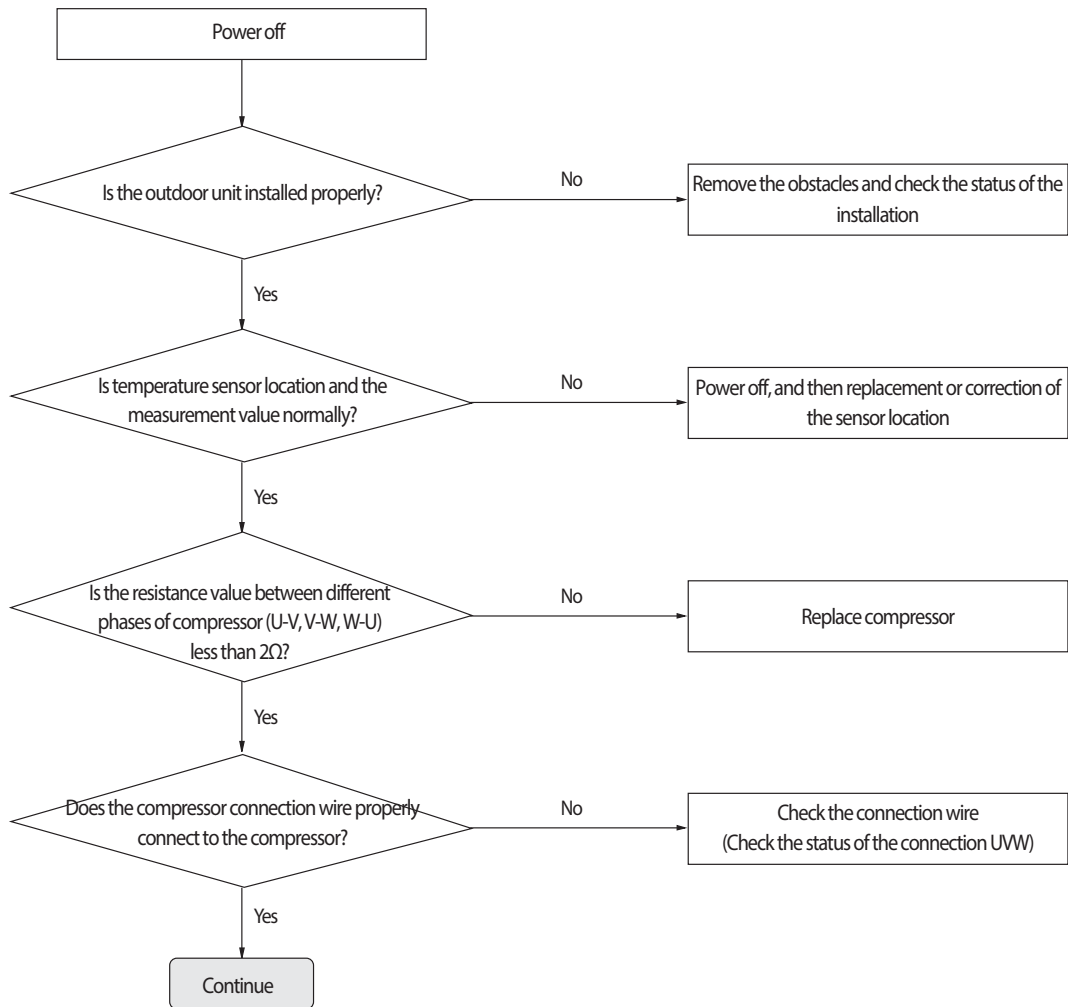 Power off
Is the outdoor unit installed properly?
No
Remove the obstacles and check the status of the
installation
Yes
Is temperature sensor location and the
measurement value normally?
No
Power off, and then replacement or correction of
the sensor location
Yes
Is the resistance value between different
phases of compressor (U-V, V-W, W-U)
less than 2Ω?
No
Replace compressor
Yes
Does the compressor connection wire properly
connect to the compressor?
No
Check the connection wire
(Check the status of the connection UVW)
Yes
Continue